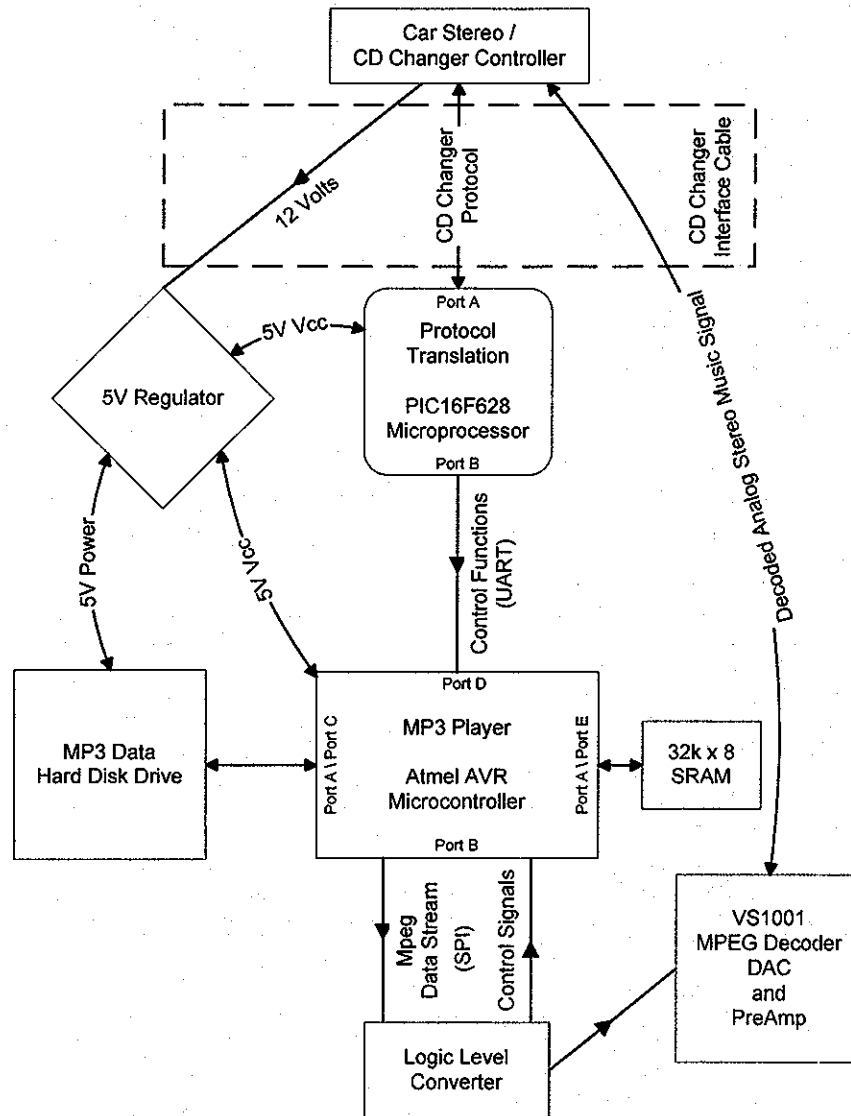 Car Stereo /
CD Changer Controller
12 Volts
CD Changer
Protocol
CD Changer
Interface Cable
5V Vcc
Port A
Protocol
Translation
PIC16F628
Microprocessor
Port B
5V Regulator
Decoded Analog Stereo Music Signal
5V Power
5V Vcc
Control Functions
(UART)
MP3 Data
Hard Disk Drive
Port D
Port A \ Port C
MP3 Player
Atmel AVR
Microcontroller
Port A \ Port E
Port B
32k x 8
SRAM
Mpeg
Data Stream
(SPI)
Control Signals
VS1001
MPEG Decoder
DAC
and
PreAmp
Logic Level
Converter